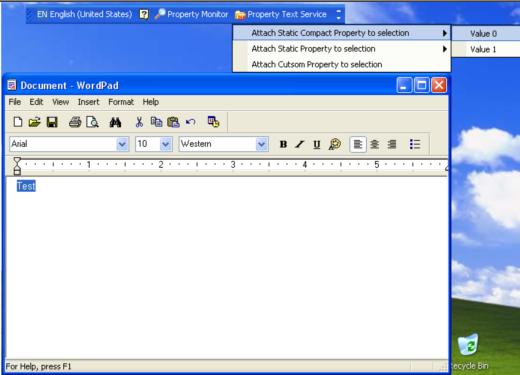 EN English (United States) Property Monitor Property Text Service
Attach Static Compact Property to selection
Value 0
Attach Static Property to selection
Value 1
Attach Cutsom Property to selection
Document - WordPad
File Edit View Insert Format Help
Arial 10 Western B I U
1 2 3 4 5
Test
For Help, press F1
Recycle Bin